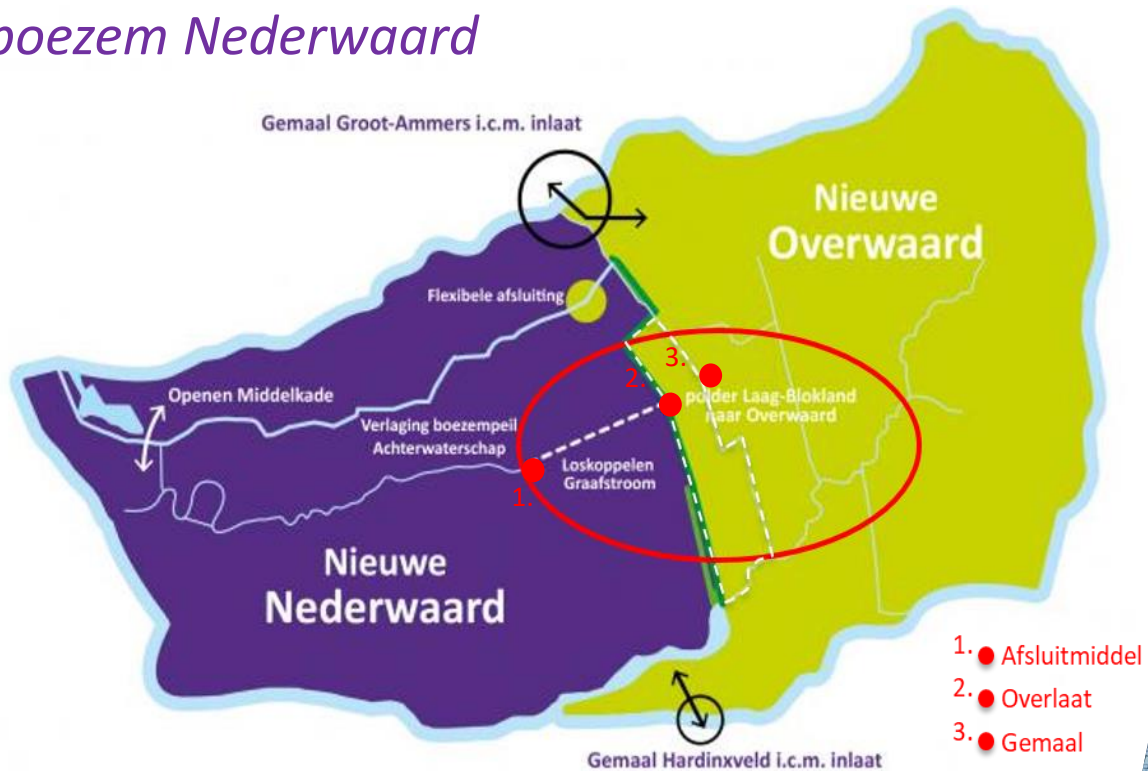 boezem Nederwaard
Gemaal Groot-Ammers i.c.m. inlaat
Nieuwe
Overwaard
Flexibele afsluiting
3.
2.
polder Laag-Blokland
naar Overwaard
Openen Middelkade
Verlaging boezempeil
Achterwaterschap
Loskoppelen
Graafstroom
1.
Nieuwe
Nederwaard
1. Afsluitmiddel
2. Overlaat
3. Gemaal
Gemaal Hardinxveld i.c.m. inlaat